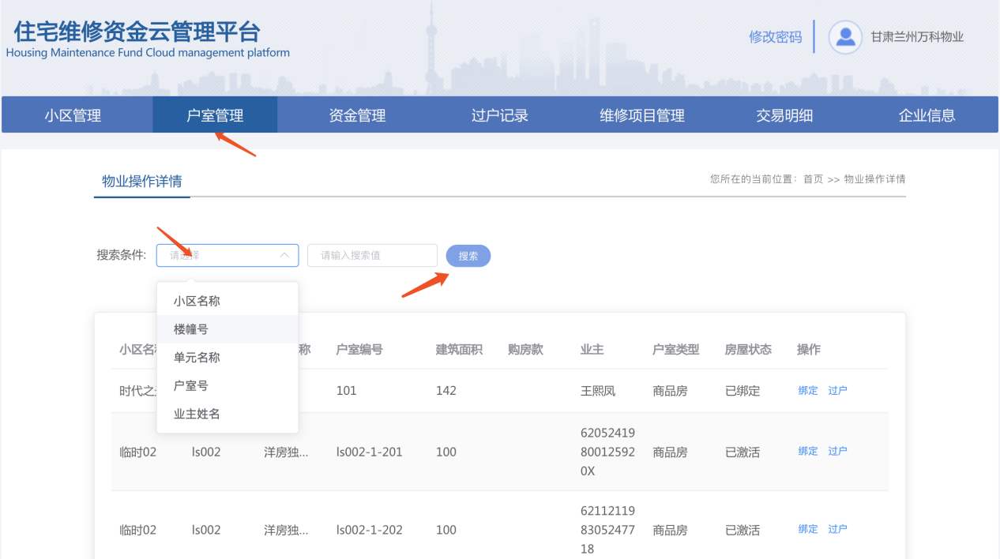 住宅维修资金云管理平台
Housing Maintenance Fund Cloud management platform
修改密码
甘肃兰州万科物业
小区管理 户室管理 资金管理 过户记录 维修项目管理 交易明细 企业信息
物业操作详情
您所在的当前位置: 首页 >> 物业操作详情
搜索条件: 请选择 请输入搜索值 搜索
小区名称
楼幢号
单元名称
户室号
业主姓名
小区名 称 户室编号 建筑面积 购房款 业主 户室类型 房屋状态 操作
时代之 101 142 王熙凤 商品房 已绑定 绑定 过户
临时02 ls002 洋房独... ls002-1-201 100 62052419
80012592
0X 商品房 已激活 绑定 过户
临时02 ls002 洋房独... ls002-1-202 100 62112119
83052477
18 商品房 已激活 绑定 过户